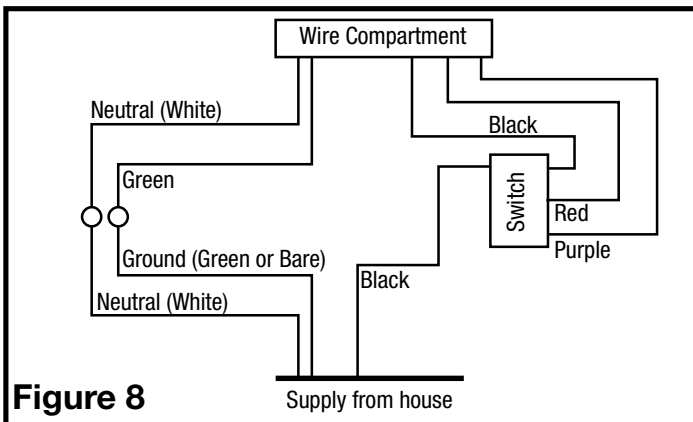 Wire Compartment
Neutral (White)
Black
Green
Switch
Red
Purple
Ground (Green or Bare)
Black
Neutral (White)
Figure 8
Supply from house